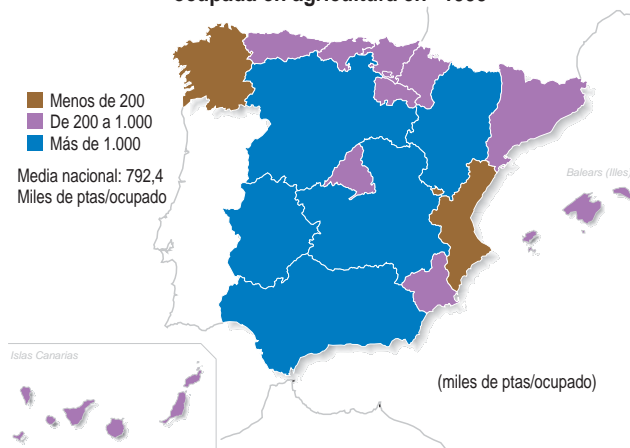 Menos de 200
De 200 a 1.000
Más de 1.000
Media nacional: 792,4
Miles de ptas/ocupado
Balears (Illes)
Islas Canarias
(miles de ptas/ocupado)